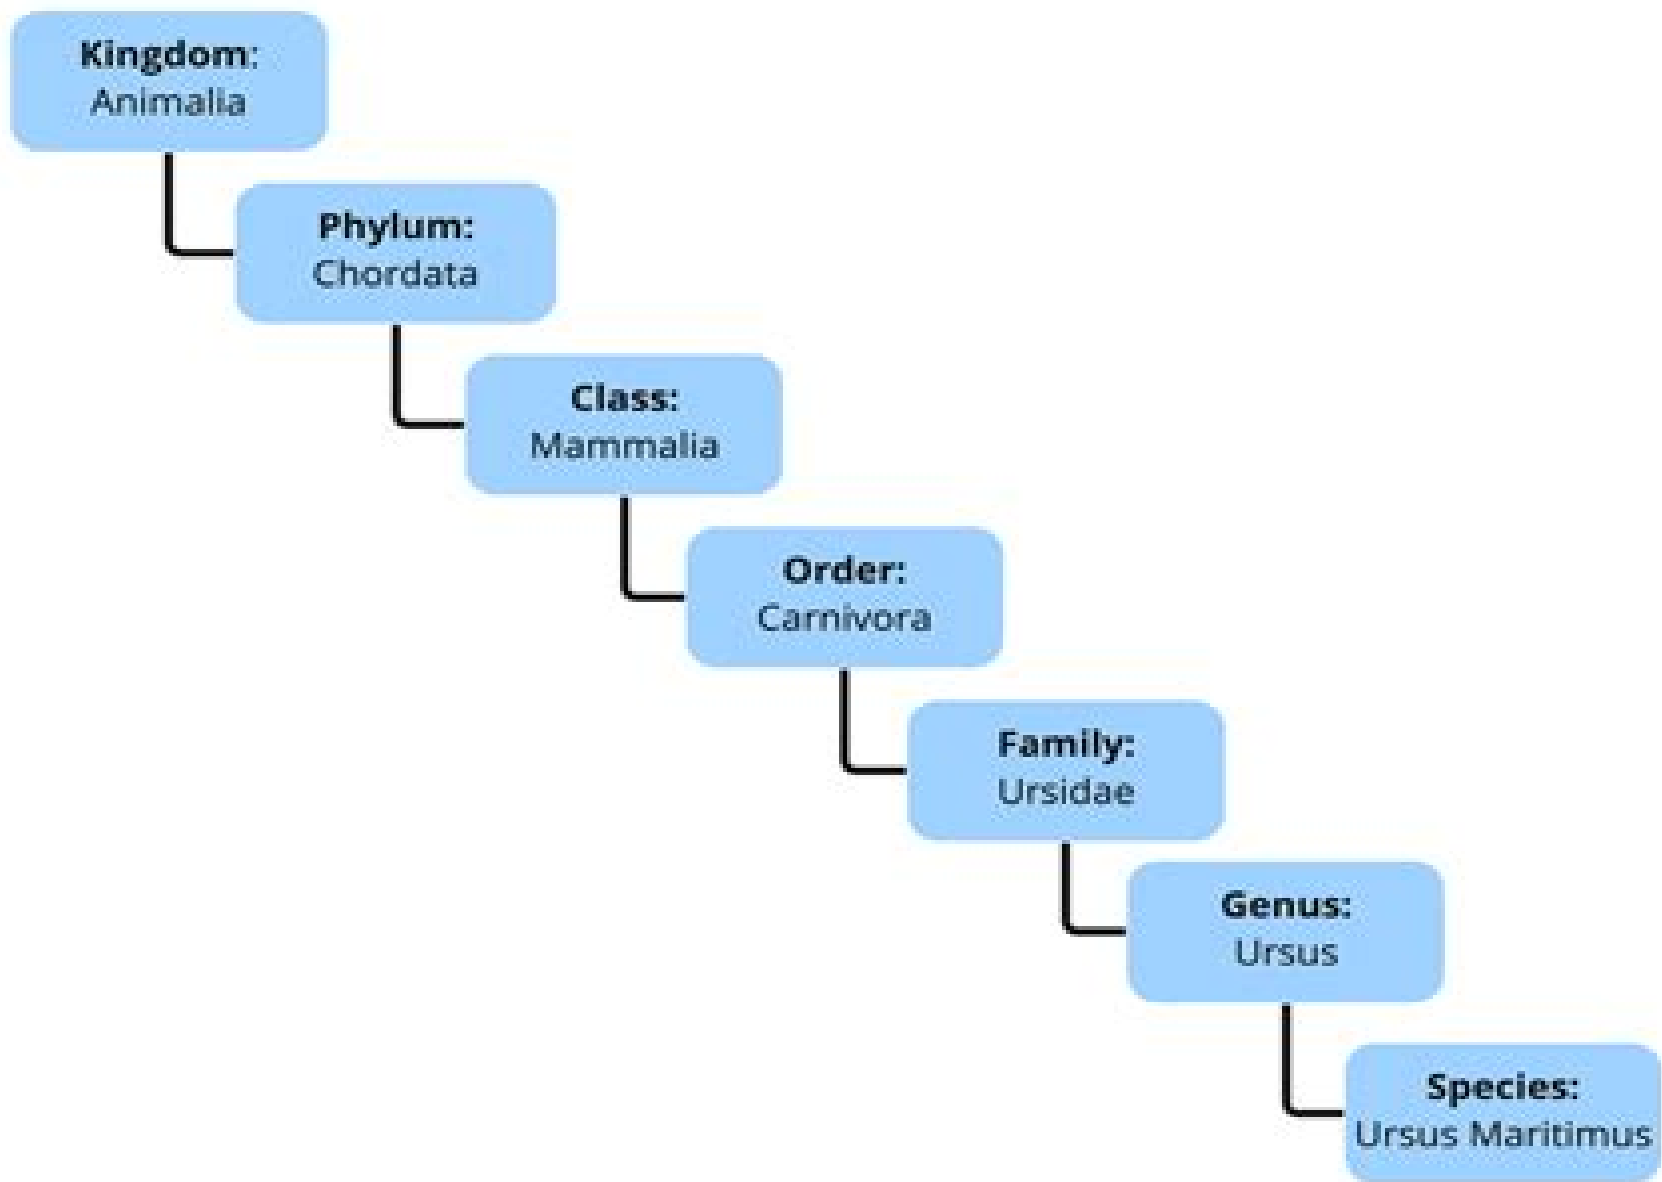 Kingdom:
Animalia
Phylum:
Chordata
Class:
Mammalia
Order:
Carnivora
Family:
Ursidae
Genus:
Ursus
Species:
Ursus Maritimus